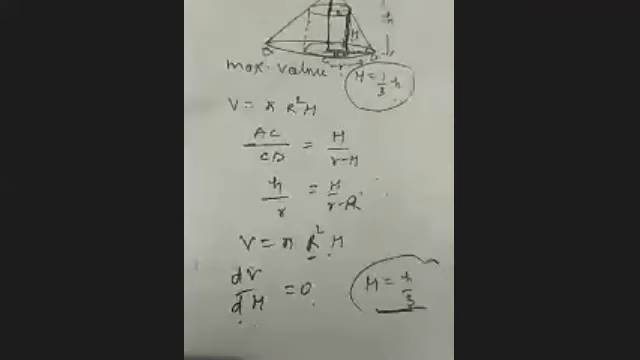 h
R
H
r
max. value :
H = 1/3 h
V = π R² H
AC/CD = H/r-H
h/r = H/r-R
V = π R² H
dv/dH = 0
H = h/3